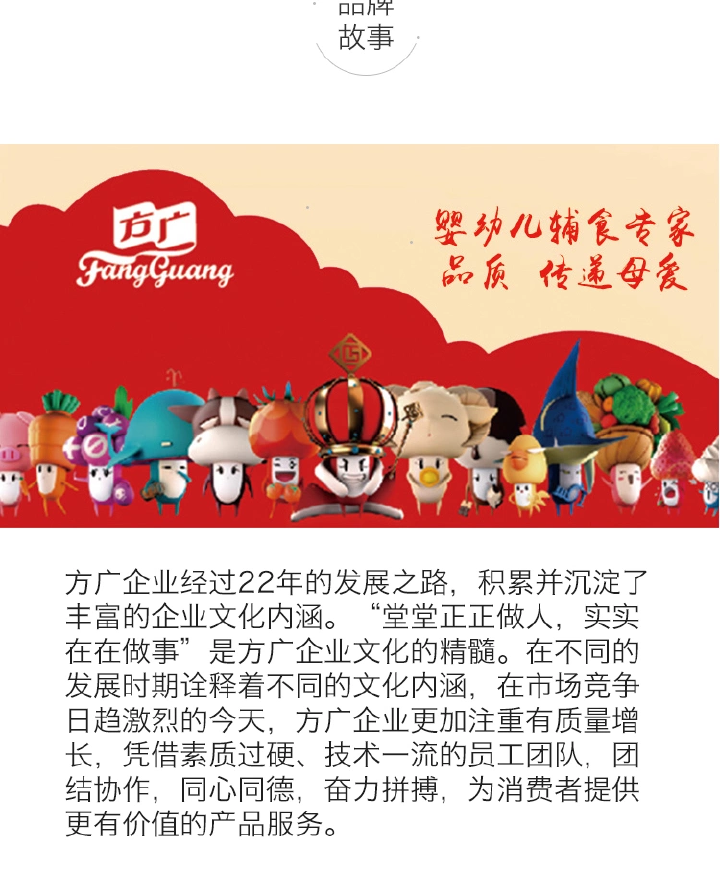 品牌
故事
方广
FangGuang
婴幼儿辅食专家
品质 传递母爱
方广企业经过22年的发展之路，积累并沉淀了
丰富的企业文化内涵。“堂堂正正做人，实实
在在做事”是方广企业文化的精髓。在不同的
发展时期诠释着不同的文化内涵，在市场竞争
日趋激烈的今天，方广企业更加注重有质量增
长，凭借素质过硬、技术一流的员工团队，团
结协作，同心同德，奋力拼搏，为消费者提供
更有价值的产品服务。